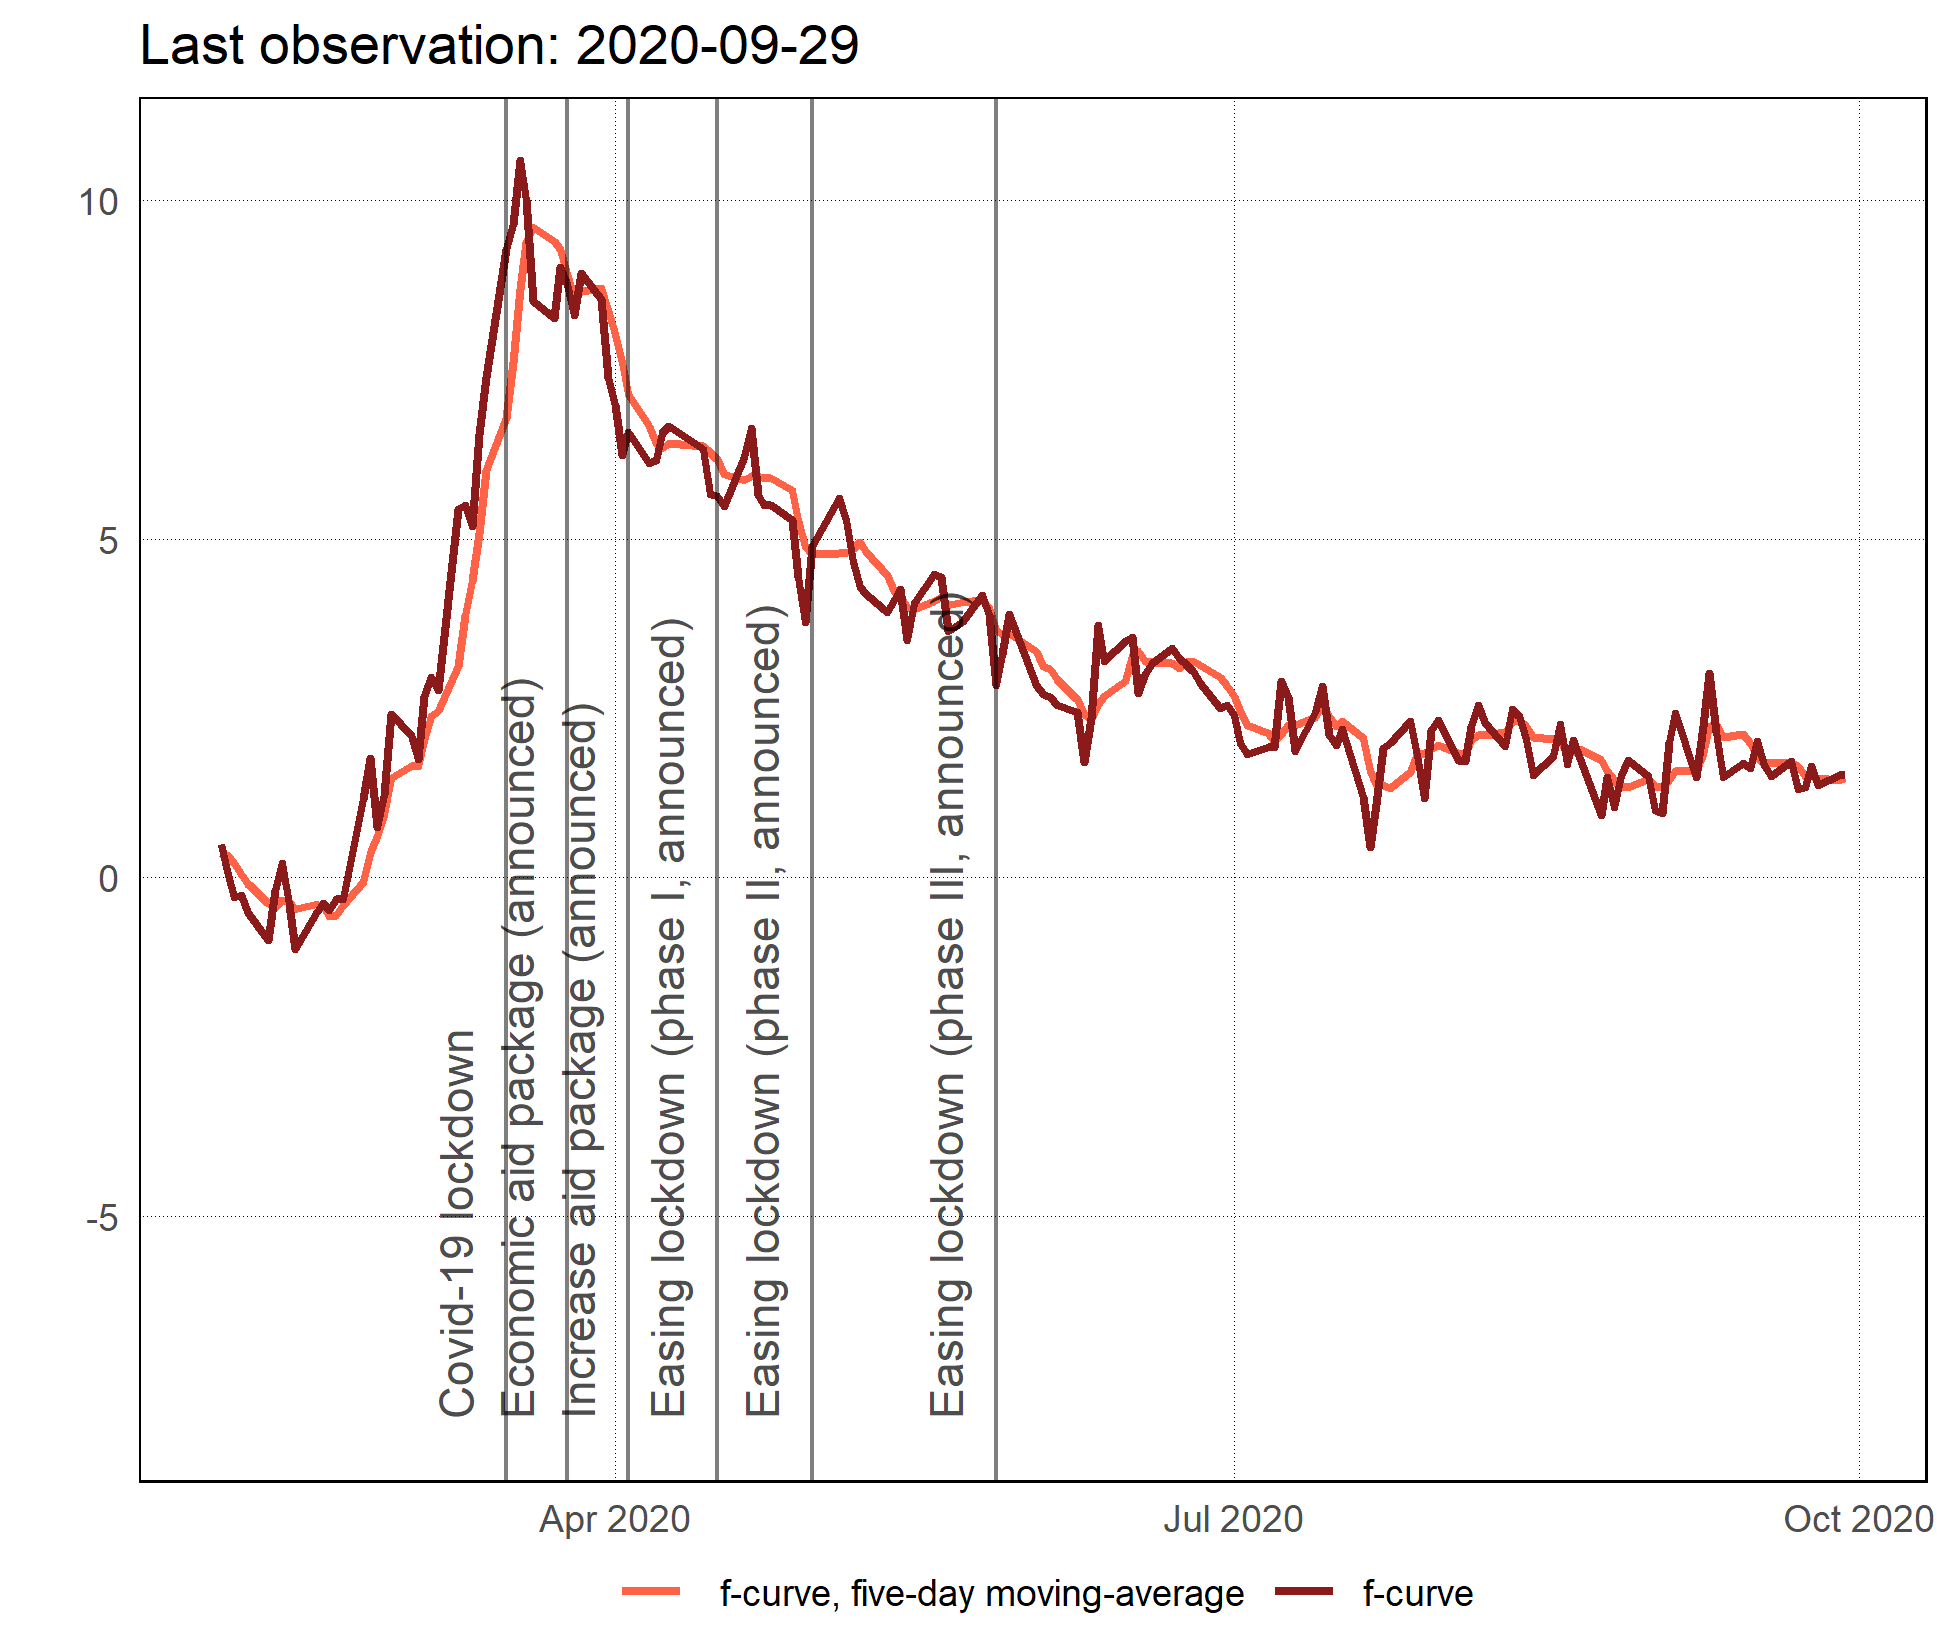 Last observation: 2020-09-29
10
5
0
-5
Covid-19 lockdown
Economic aid package (announced)
Increase aid package (announced)
Easing lockdown (phase I, announced)
Easing lockdown (phase II, announced)
Easing lockdown (phase III, announced)
Apr 2020
Jul 2020
Oct 2020
f-curve, five-day moving-average
f-curve